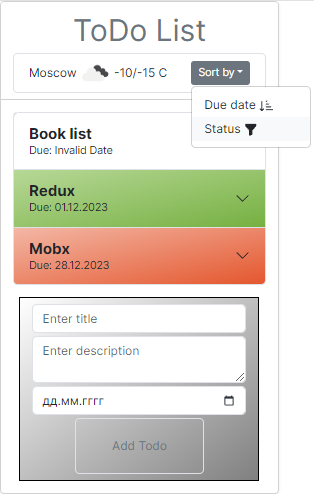 ToDo List
Moscow -10/-15 C Sort by
Due date
Status
Book list
Due: Invalid Date
Redux
Due: 01.12.2023
Mobx
Due: 28.12.2023
Enter title
Enter description
дд.мм.гггг
Add Todo